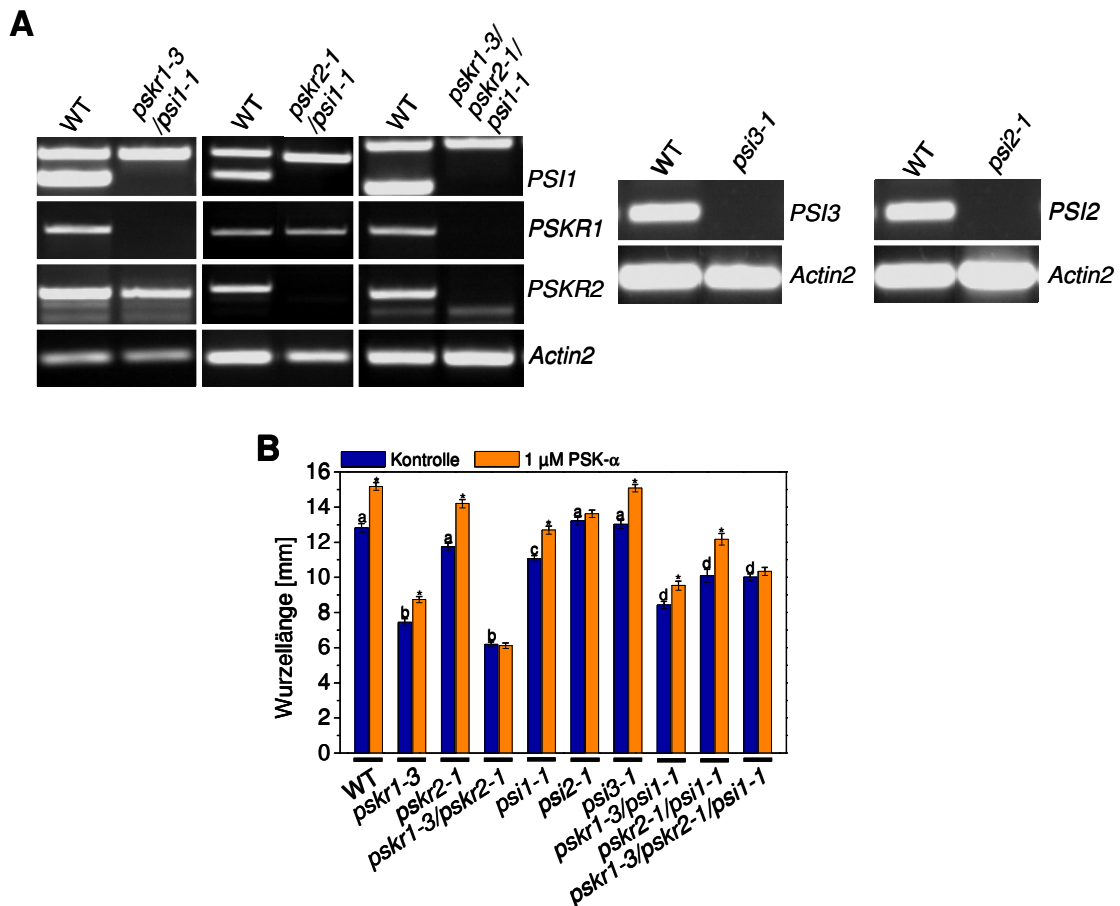 A
WT
pskr1-3
/psi1-1
WT
pskr2-1
/psi1-1
WT
pskr1-3/
pskr2-1/
psi1-1
PSI1
PSKR1
PSKR2
Actin2
WT
psi3-1
PSI3
Actin2
WT
psi2-1
PSI2
Actin2
B
Kontrolle
1 µM PSK-α
Wurzellänge [mm]
16
14
12
10
8
6
4
2
0
a
*
b
*
a
*
b
c
*
a
a
*
d
*
d
*
d
WT
pskr1-3
pskr2-1
pskr1-3/pskr2-1
psi1-1
psi2-1
psi3-1
pskr1-3/psi1-1
pskr2-1/psi1-1
pskr1-3/pskr2-1/psi1-1